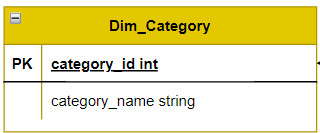 Dim_Category
PK category_id int
category_name string